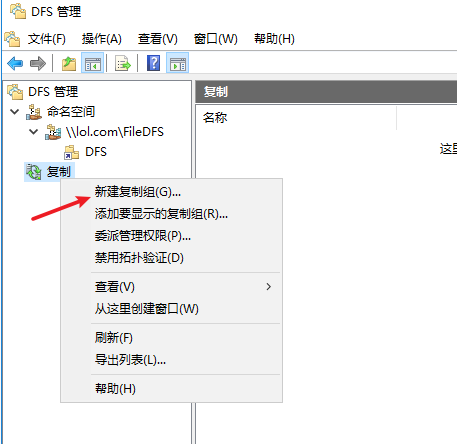 DFS 管理
文件(F) 操作(A) 查看(V) 窗口(W) 帮助(H)
DFS 管理
命名空间
\\lol.com\FileDFS
DFS
复制
复制
名称
这里
新建复制组(G)...
添加要显示的复制组(R)...
委派管理权限(P)...
禁用拓扑验证(D)
查看(V)
从这里创建窗口(W)
刷新(F)
导出列表(L)...
帮助(H)